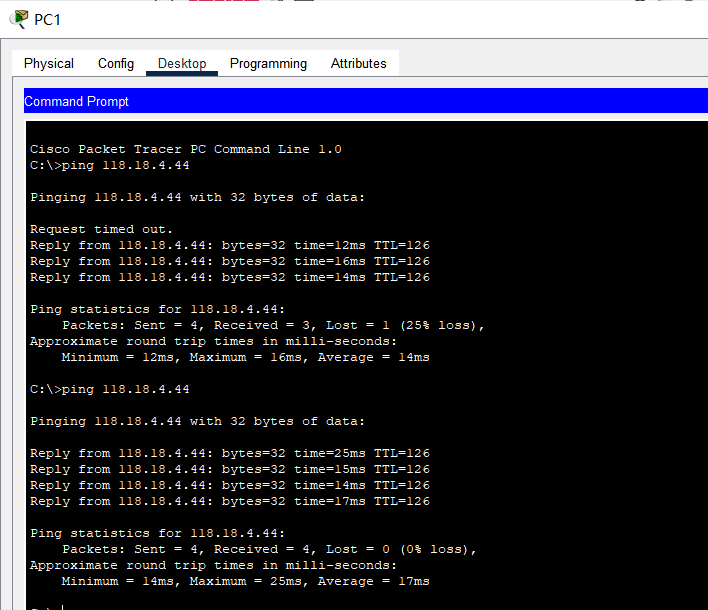 PC1
Physical Config Desktop Programming Attributes
Command Prompt
Cisco Packet Tracer PC Command Line 1.0
C:\>ping 118.18.4.44
Pinging 118.18.4.44 with 32 bytes of data:
Request timed out.
Reply from 118.18.4.44: bytes=32 time=12ms TTL=126
Reply from 118.18.4.44: bytes=32 time=16ms TTL=126
Reply from 118.18.4.44: bytes=32 time=14ms TTL=126
Ping statistics for 118.18.4.44:
Packets: Sent = 4, Received = 3, Lost = 1 (25% loss),
Approximate round trip times in milli-seconds:
Minimum = 12ms, Maximum = 16ms, Average = 14ms
C:\>ping 118.18.4.44
Pinging 118.18.4.44 with 32 bytes of data:
Reply from 118.18.4.44: bytes=32 time=25ms TTL=126
Reply from 118.18.4.44: bytes=32 time=15ms TTL=126
Reply from 118.18.4.44: bytes=32 time=14ms TTL=126
Reply from 118.18.4.44: bytes=32 time=17ms TTL=126
Ping statistics for 118.18.4.44:
Packets: Sent = 4, Received = 4, Lost = 0 (0% loss),
Approximate round trip times in milli-seconds:
Minimum = 14ms, Maximum = 25ms, Average = 17ms